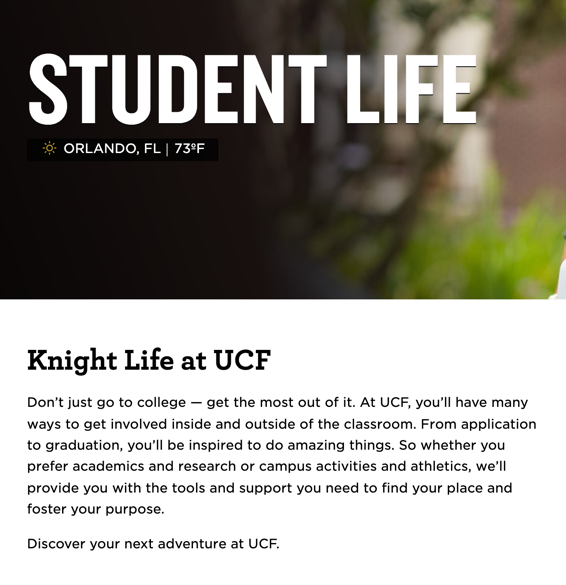 STUDENT LIFE
ORLANDO, FL | 73ºF
Knight Life at UCF
Don’t just go to college — get the most out of it. At UCF, you’ll have many
ways to get involved inside and outside of the classroom. From application
to graduation, you’ll be inspired to do amazing things. So whether you
prefer academics and research or campus activities and athletics, we’ll
provide you with the tools and support you need to find your place and
foster your purpose.
Discover your next adventure at UCF.